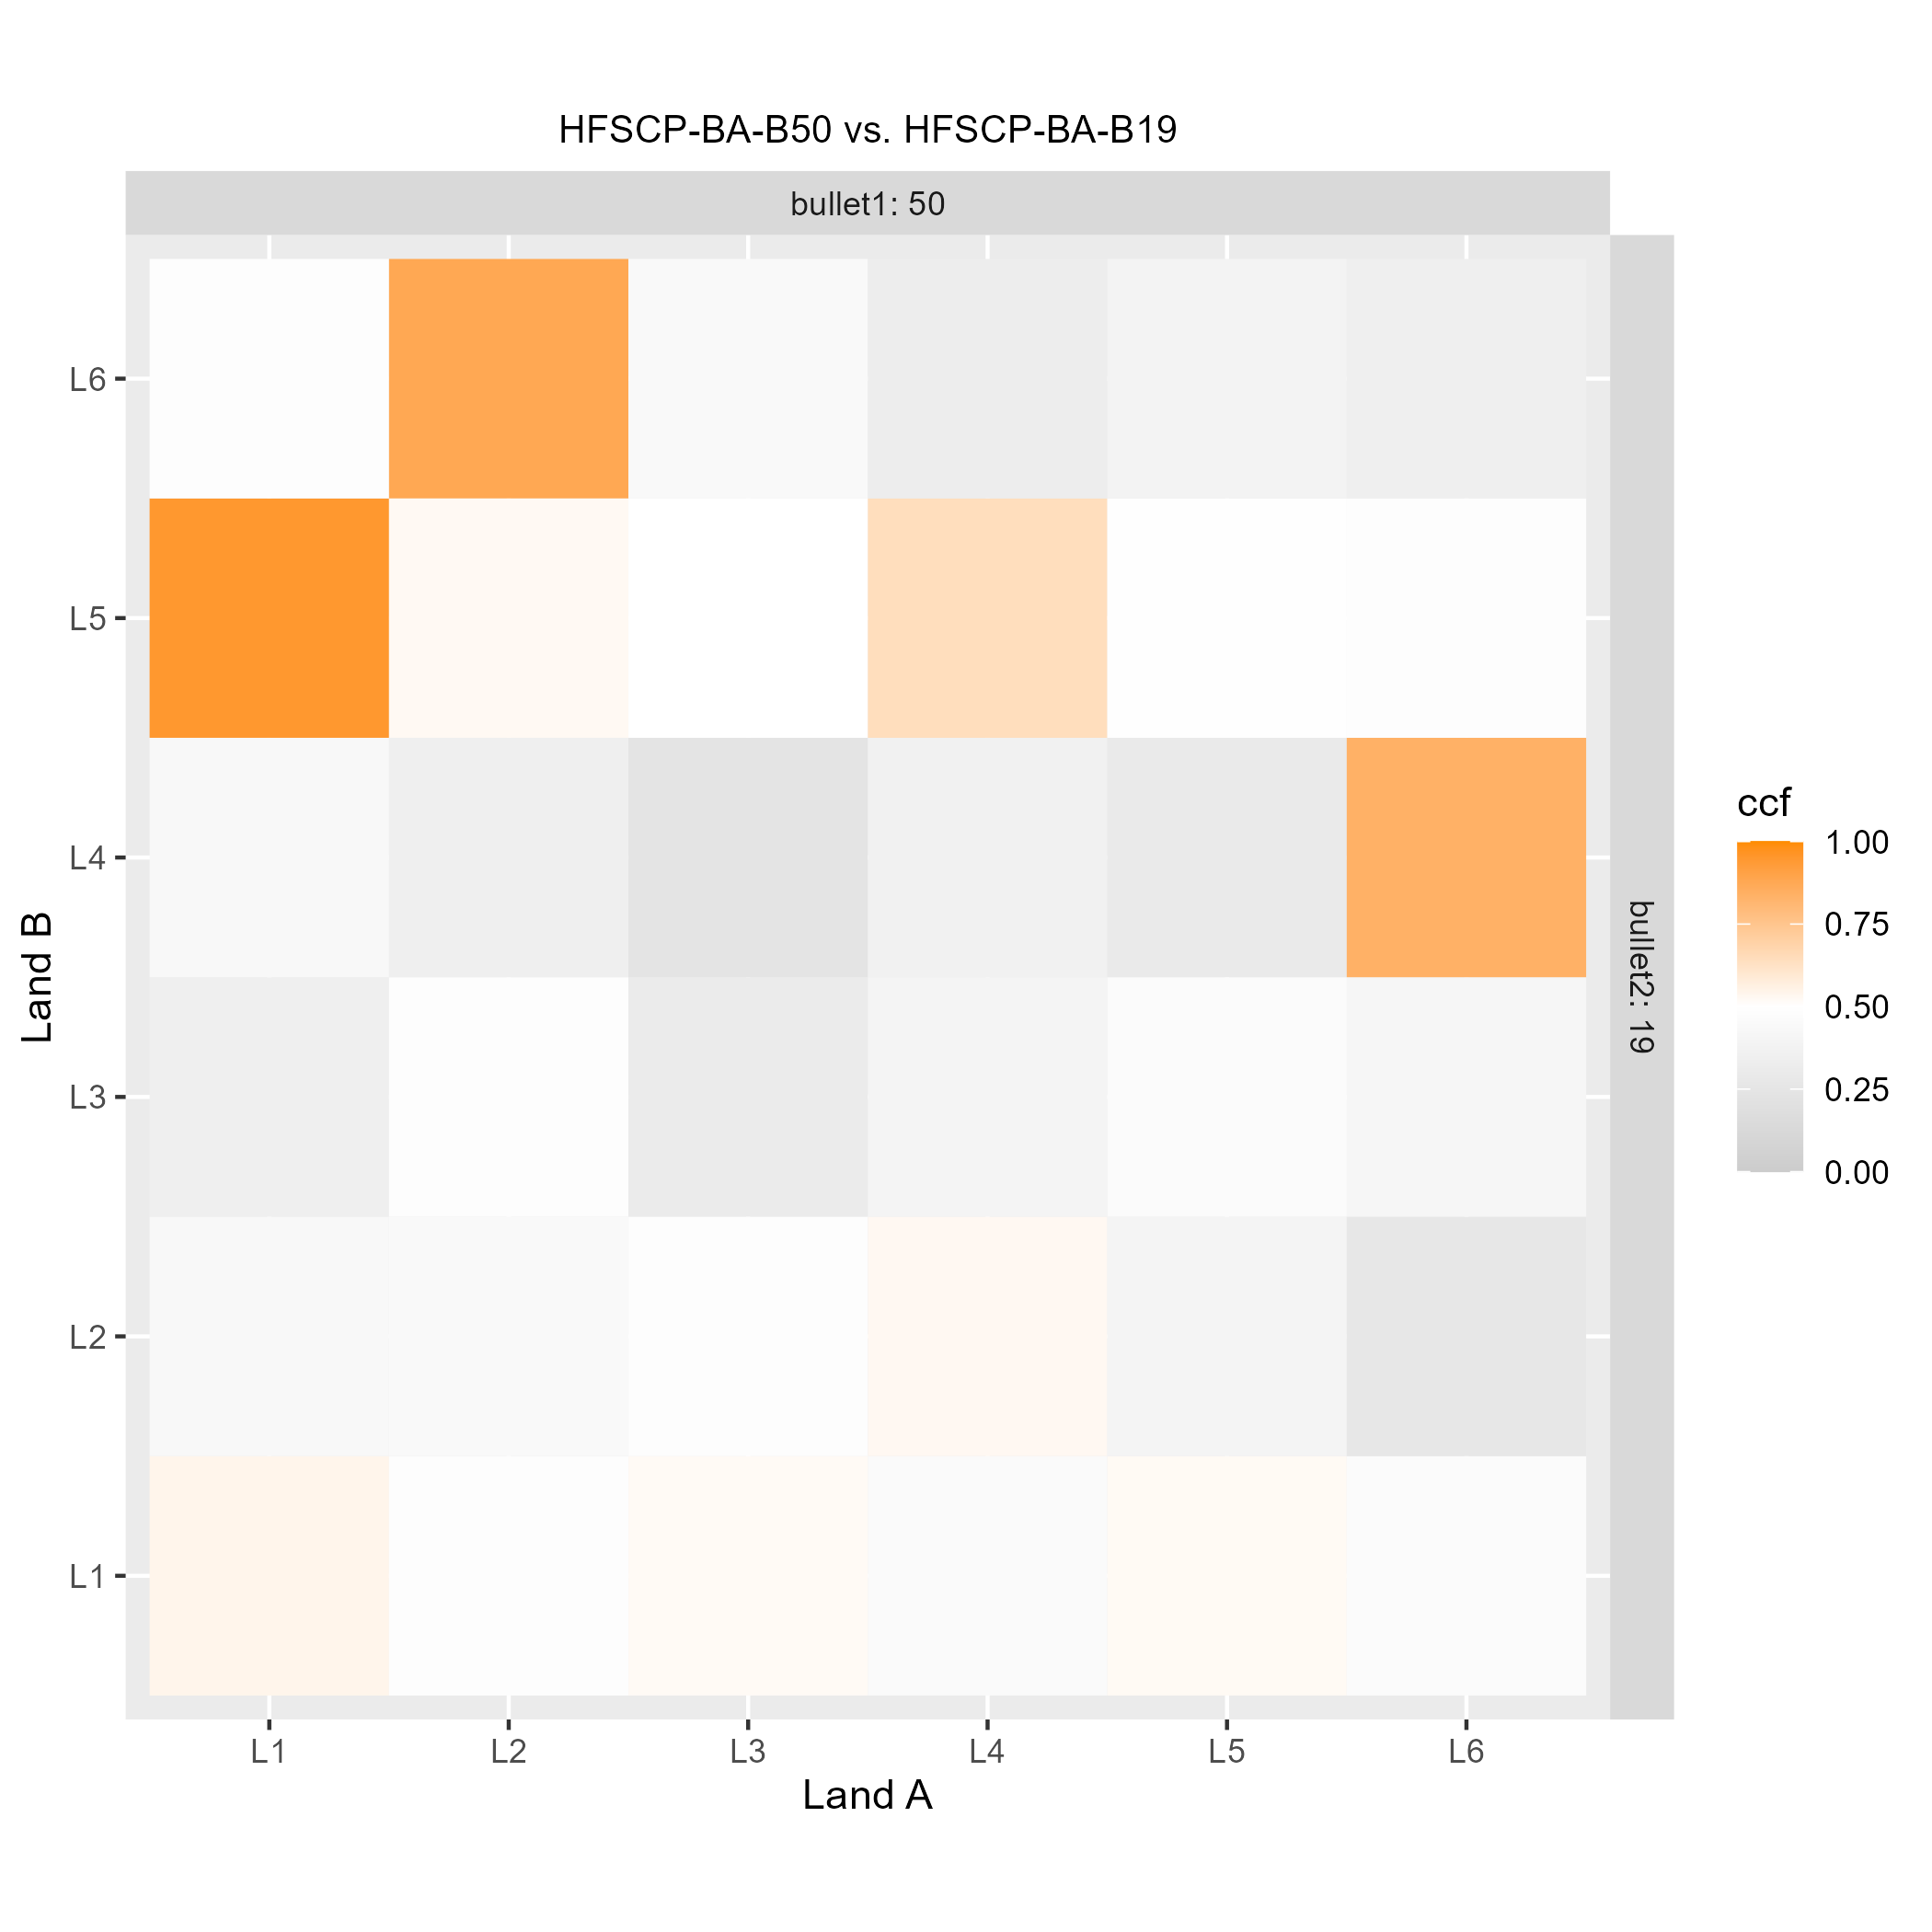 HFSCP-BA-B50 vs. HFSCP-BA-B19
bullet1: 50
L6
L5
L4
L3
L2
L1
Land B
bullet2: 19
L1 L2 L3 L4 L5 L6
Land A
ccf
1.00
0.75
0.50
0.25
0.00